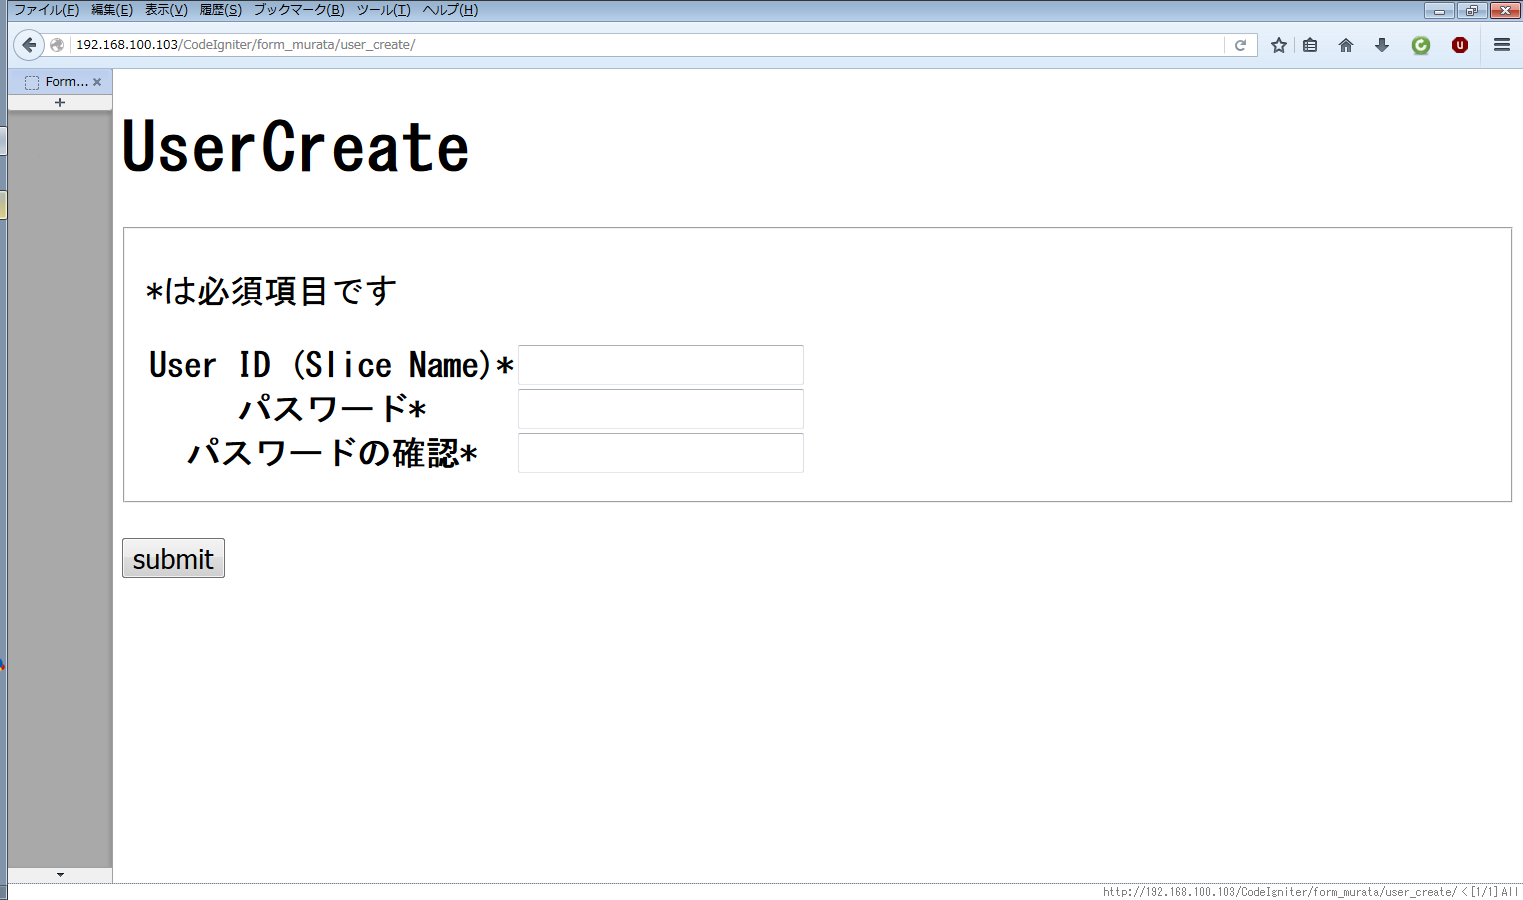 ファイル(F) 編集(E) 表示(V) 履歴(S) ブックマーク(B) ツール(T) ヘルプ(H)
192.168.100.103/CodeIgniter/form_murata/user_create/
Form...
UserCreate
*は必須項目です
User ID (Slice Name)*
パスワード*
パスワードの確認*
submit
http://192.168.100.103/CodeIgniter/form_murata/user_create/ < [1/1] All